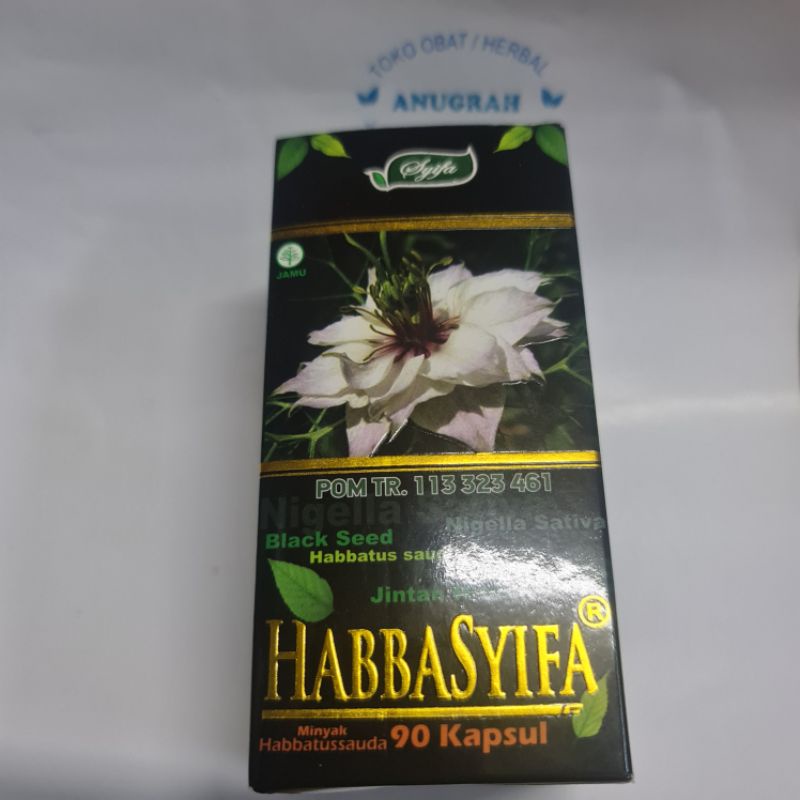 TOKO OBAT / HERBAL
ANUGRAH
Syifa
JAMU
POM TR. 113 323 461
Nigella
Nigella Sativa
Black Seed
Habbatus
Jintan
HABBASYIFA®
Minyak
Habbatussauda 90 Kapsul